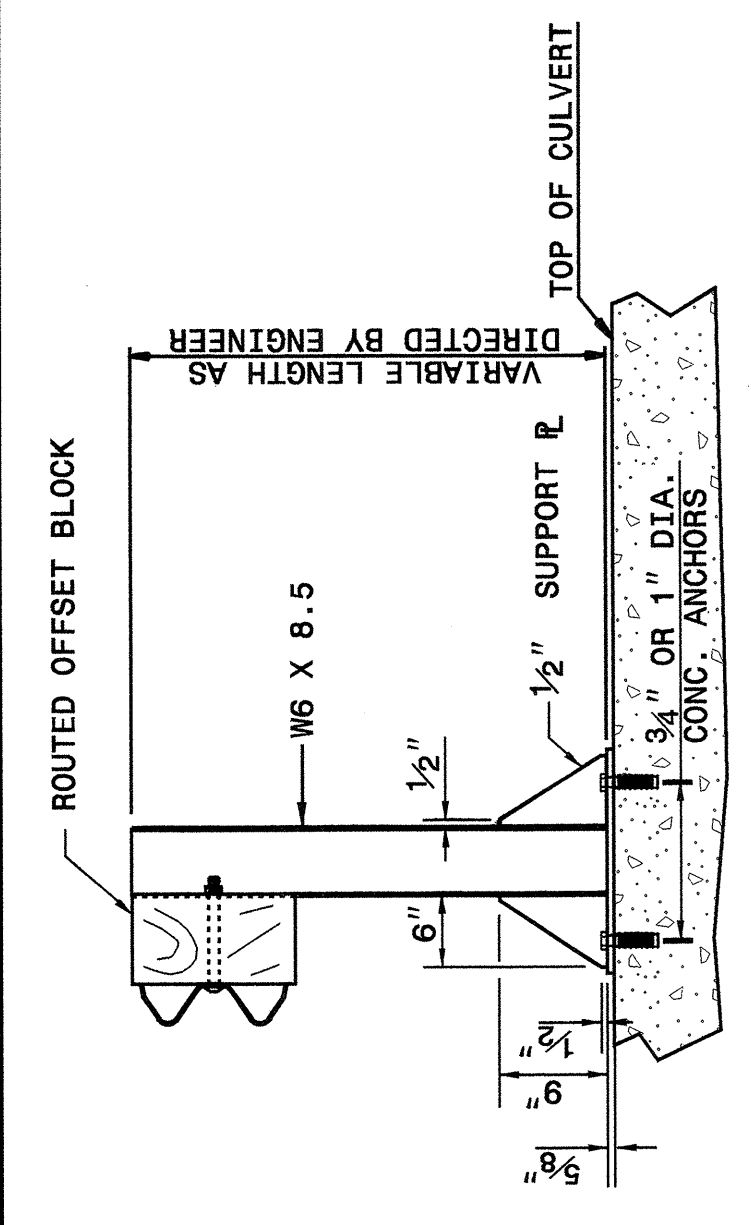 ROUTED OFFSET BLOCK
W6 X 8.5
VARIABLE LENGTH AS
DIRECTED BY ENGINEER
TOP OF CULVERT
1/2"
1/2" SUPPORT PL
6"
3/4" OR 1" DIA.
CONC. ANCHORS
1/2"
9"
5/8"